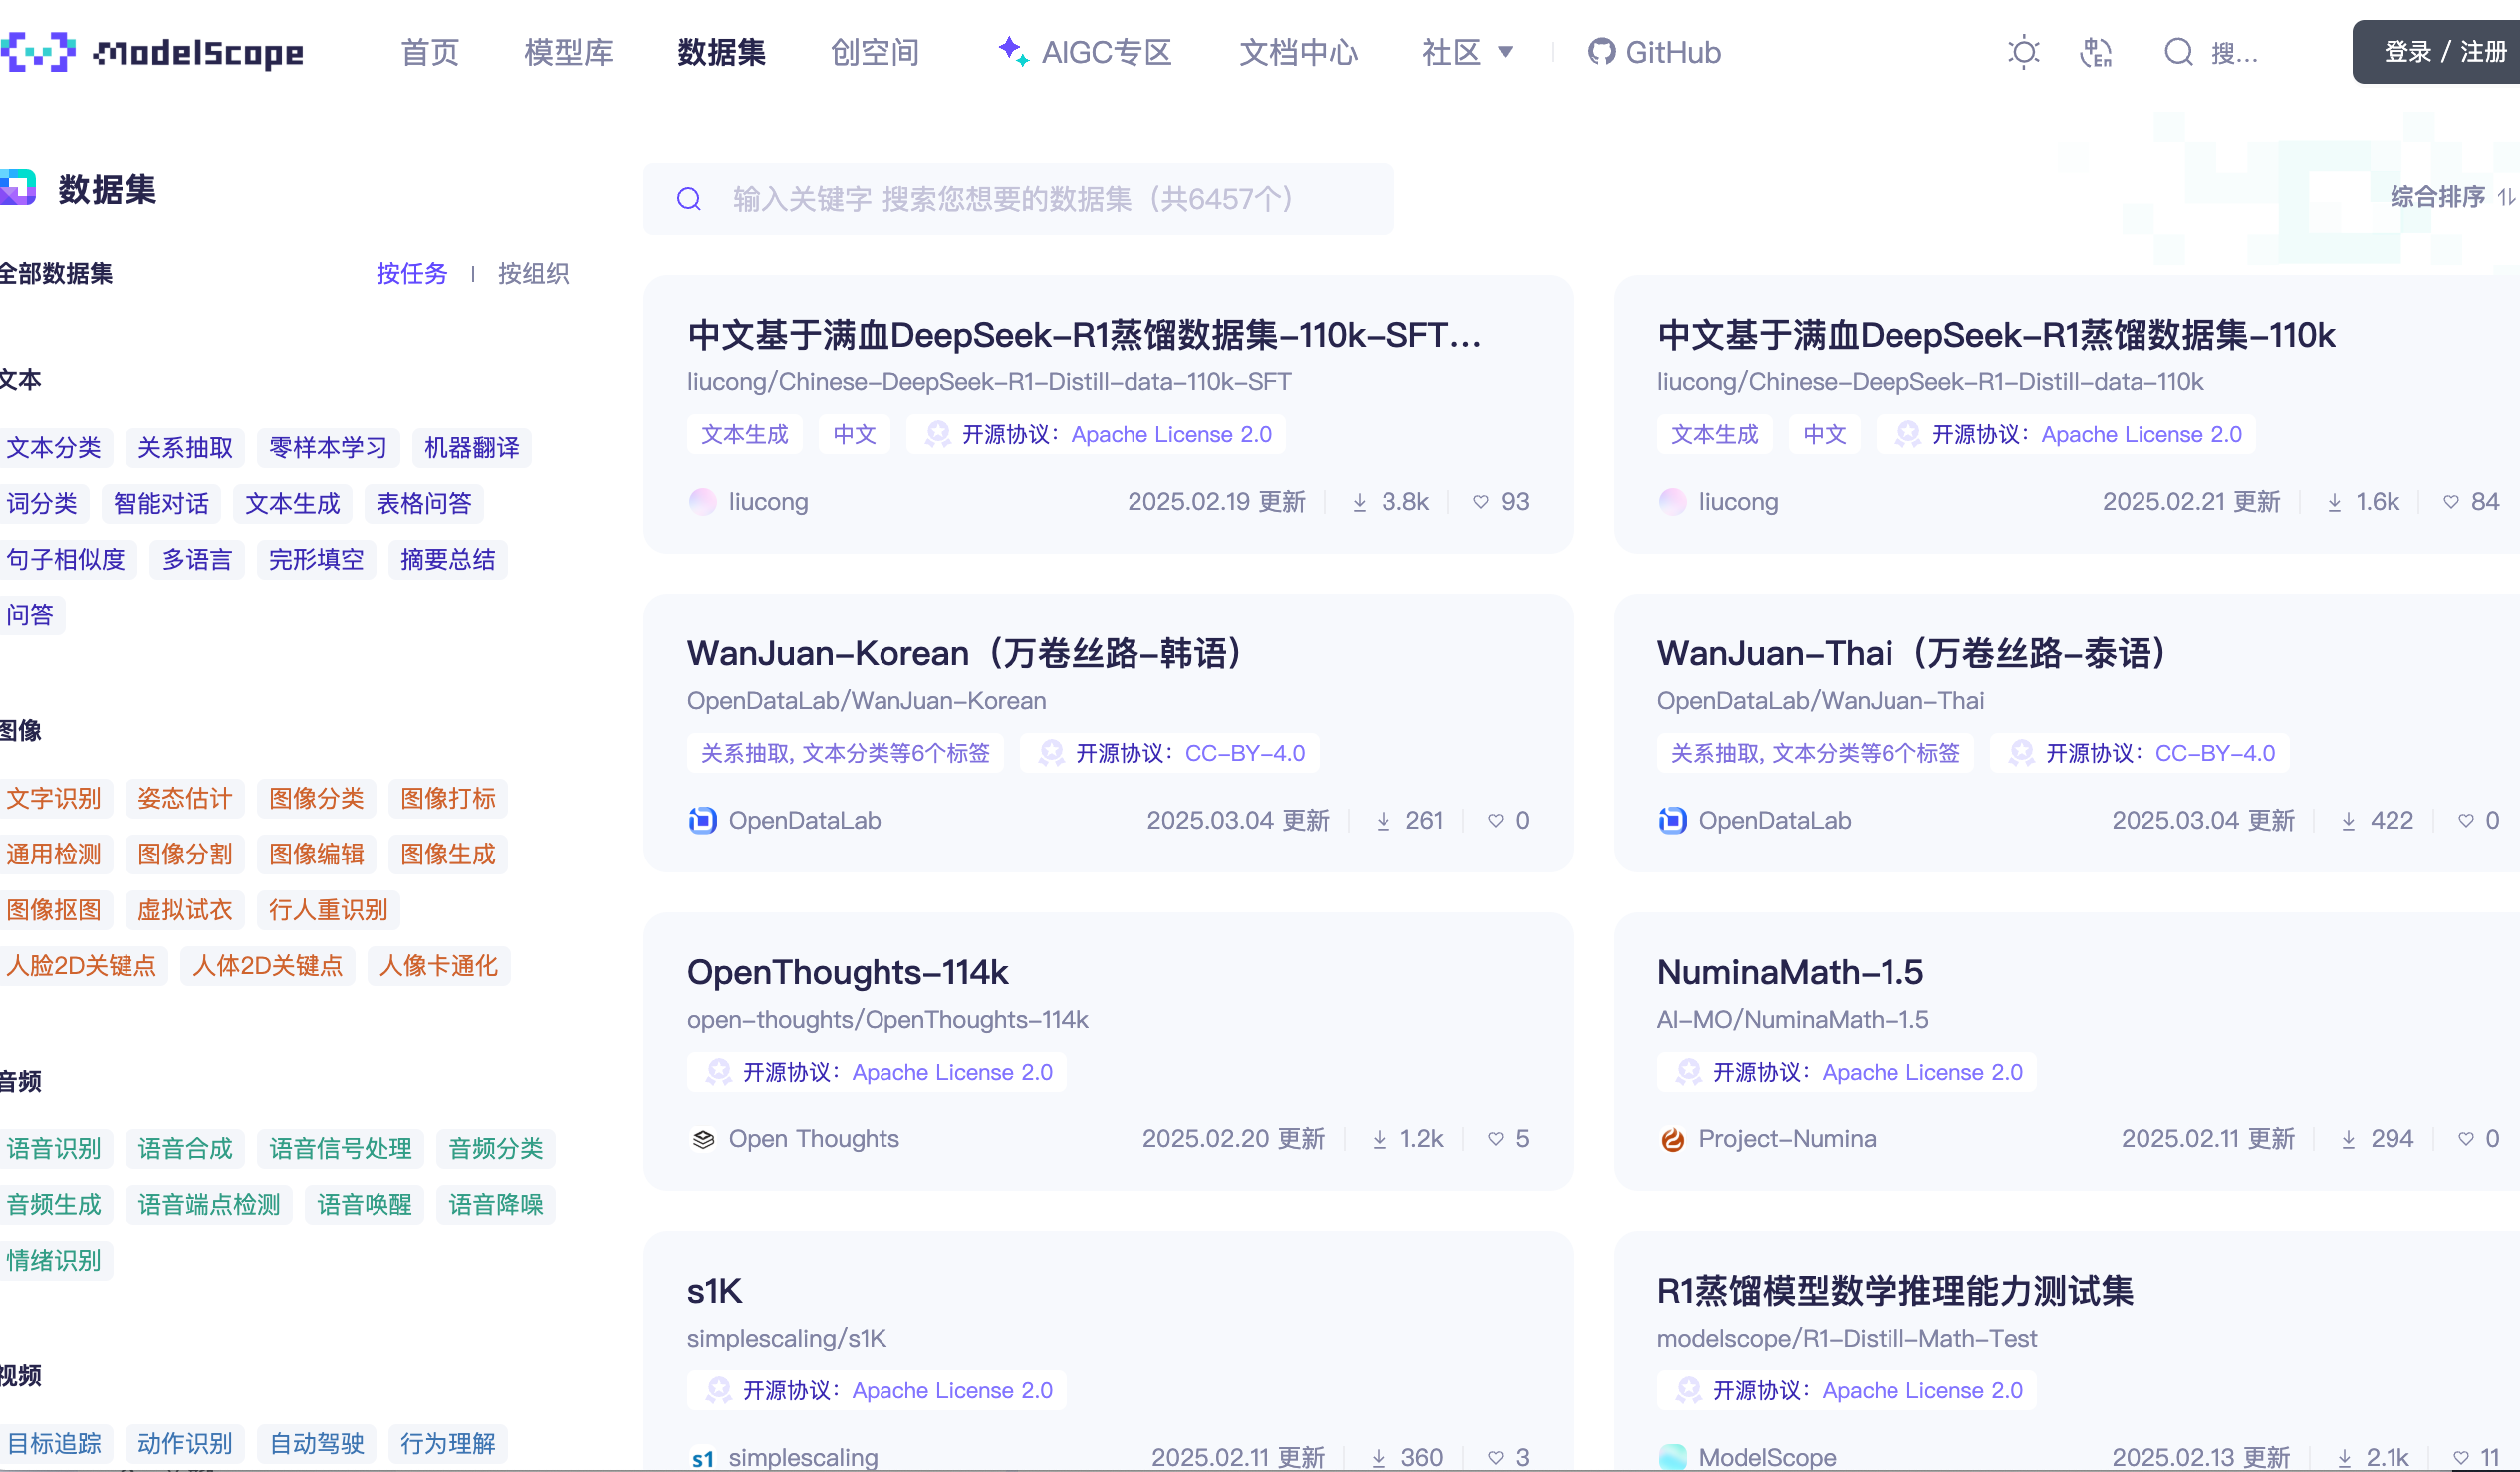 ModelScope 首页 模型库 数据集 创空间 AIGC专区 文档中心 社区 GitHub 搜... 登录 / 注册
数据集
输入关键字 搜索您想要的数据集（共6457个）
综合排序
全部数据集 按任务 | 按组织
文本
文本分类 关系抽取 零样本学习 机器翻译
词分类 智能对话 文本生成 表格问答
句子相似度 多语言 完形填空 摘要总结
问答
图像
文字识别 姿态估计 图像分类 图像打标
通用检测 图像分割 图像编辑 图像生成
图像抠图 虚拟试衣 行人重识别
人脸2D关键点 人体2D关键点 人像卡通化
音频
语音识别 语音合成 语音信号处理 音频分类
音频生成 语音端点检测 语音唤醒 语音降噪
情绪识别
视频
目标追踪 动作识别 自动驾驶 行为理解
中文基于满血DeepSeek-R1蒸馏数据集-110k-SFT...
liucong/Chinese-DeepSeek-R1-Distill-data-110k-SFT
文本生成 中文 开源协议：Apache License 2.0
liucong 2025.02.19 更新 3.8k 93
中文基于满血DeepSeek-R1蒸馏数据集-110k
liucong/Chinese-DeepSeek-R1-Distill-data-110k
文本生成 中文 开源协议：Apache License 2.0
liucong 2025.02.21 更新 1.6k 84
WanJuan-Korean（万卷丝路-韩语）
OpenDataLab/WanJuan-Korean
关系抽取, 文本分类等6个标签 开源协议：CC-BY-4.0
OpenDataLab 2025.03.04 更新 261 0
WanJuan-Thai（万卷丝路-泰语）
OpenDataLab/WanJuan-Thai
关系抽取, 文本分类等6个标签 开源协议：CC-BY-4.0
OpenDataLab 2025.03.04 更新 422 0
OpenThoughts-114k
open-thoughts/OpenThoughts-114k
开源协议：Apache License 2.0
Open Thoughts 2025.02.20 更新 1.2k 5
NuminaMath-1.5
AI-MO/NuminaMath-1.5
开源协议：Apache License 2.0
Project-Numina 2025.02.11 更新 294 0
s1K
simplescaling/s1K
开源协议：Apache License 2.0
s1 simplescaling 2025.02.11 更新 360 3
R1蒸馏模型数学推理能力测试集
modelscope/R1-Distill-Math-Test
开源协议：Apache License 2.0
ModelScope 2025.02.13 更新 2.1k 11